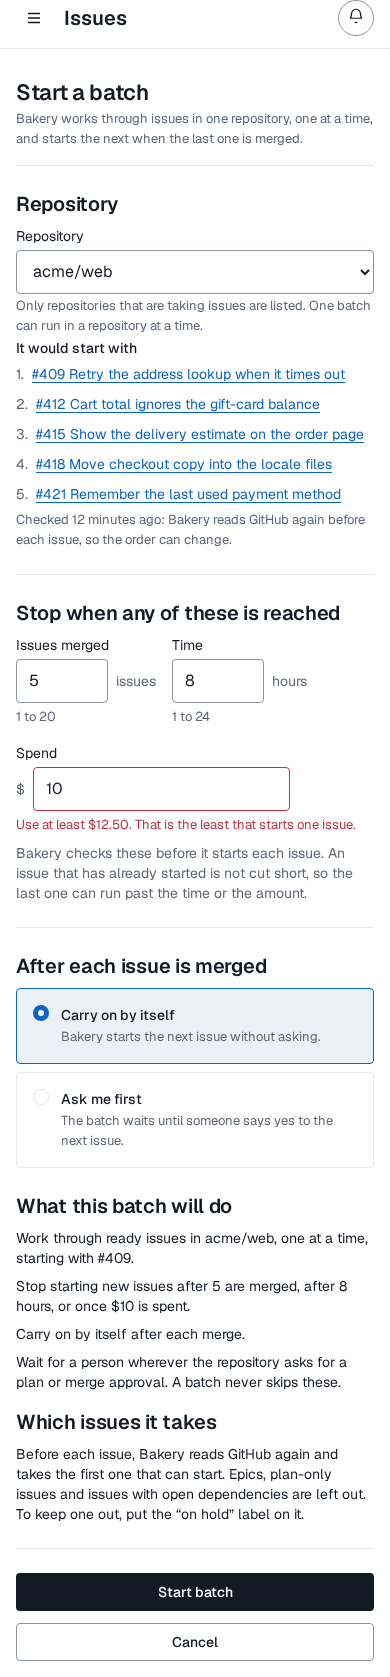 Issues
Start a batch
Bakery works through issues in one repository, one at a time,
and starts the next when the last one is merged.
Repository
Repository
acme/web
Only repositories that are taking issues are listed. One batch
can run in a repository at a time.
It would start with
1. #409 Retry the address lookup when it times out
2. #412 Cart total ignores the gift-card balance
3. #415 Show the delivery estimate on the order page
4. #418 Move checkout copy into the locale files
5. #421 Remember the last used payment method
Checked 12 minutes ago: Bakery reads GitHub again before
each issue, so the order can change.
Stop when any of these is reached
Issues merged Time
5 issues 8 hours
1 to 20 1 to 24
Spend
$ 10
Use at least $12.50. That is the least that starts one issue.
Bakery checks these before it starts each issue. An
issue that has already started is not cut short, so the
last one can run past the time or the amount.
After each issue is merged
Carry on by itself
Bakery starts the next issue without asking.
Ask me first
The batch waits until someone says yes to the
next issue.
What this batch will do
Work through ready issues in acme/web, one at a time,
starting with #409.
Stop starting new issues after 5 are merged, after 8
hours, or once $10 is spent.
Carry on by itself after each merge.
Wait for a person wherever the repository asks for a
plan or merge approval. A batch never skips these.
Which issues it takes
Before each issue, Bakery reads GitHub again and
takes the first one that can start. Epics, plan-only
issues and issues with open dependencies are left out.
To keep one out, put the “on hold” label on it.
Start batch
Cancel